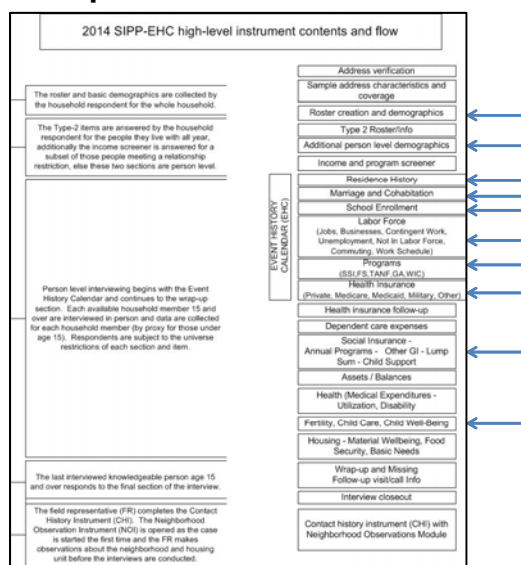 2014 SIPP-EHC high-level instrument contents and flow
The roster and basic demographics are collected by
the household respondent for the whole household.
The Type-2 items are answered by the household
respondent for the people they live with all year,
additionally the income screener is answered for a
subset of those people meeting a relationship
restriction, else these two sections are person level.
Person level interviewing begins with the Event
History Calendar and continues to the wrap-up
section. Each available household member 15 and
over are interviewed in person and data are collected
for each household member (by proxy for those under
age 15). Respondents are subject to the universe
restrictions of each section and item.
The last interviewed knowledgeable person age 15
and over responds to the final section of the interview.
The field representative (FR) completes the Contact
History Instrument (CHI). The Neighborhood
Observation Instrument (NOI) is opened as the case
is started the first time and the FR makes
observations about the neighborhood and housing
unit before the interviews are conducted.
EVENT HISTORY
CALENDAR (EHC)
Address verification
Sample address characteristics and
coverage
Roster creation and demographics
Type 2 Roster/Info
Additional person level demographics
Income and program screener
Residence History
Marriage and Cohabitation
School Enrollment
Labor Force
(Jobs, Businesses, Contingent Work,
Unemployment, Not In Labor Force,
Commuting, Work Schedule)
Programs
(SSI,FS,TANF,GA,WIC)
Health Insurance
(Private, Medicare, Medicaid, Military, Other)
Health insurance follow-up
Dependent care expenses
Social Insurance -
Annual Programs - Other GI - Lump
Sum - Child Support
Assets / Balances
Health (Medical Expenditures -
Utilization, Disability
Fertility, Child Care, Child Well-Being
Housing - Material Wellbeing, Food
Security, Basic Needs
Wrap-up and Missing
Follow-up visit/call Info
Interview closeout
Contact history instrument (CHI) with
Neighborhood Observations Module